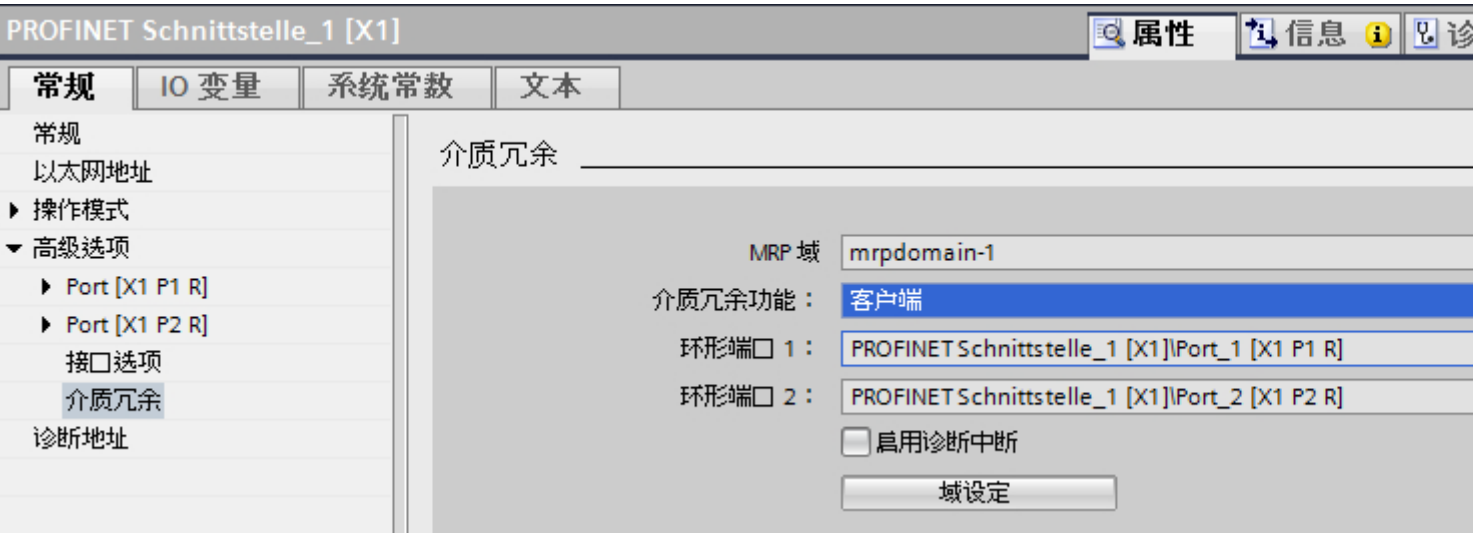 PROFINET Schnittstelle_1 [X1]
属性 信息 诊
常规 IO 变量 系统常数 文本
常规
以太网地址
操作模式
高级选项
Port [X1 P1 R]
Port [X1 P2 R]
接口选项
介质冗余
诊断地址
介质冗余
MRP 域 mrpdomain-1
介质冗余功能： 客户端
环形端口 1： PROFINET Schnittstelle_1 [X1]\Port_1 [X1 P1 R]
环形端口 2： PROFINET Schnittstelle_1 [X1]\Port_2 [X1 P2 R]
启用诊断中断
域设定